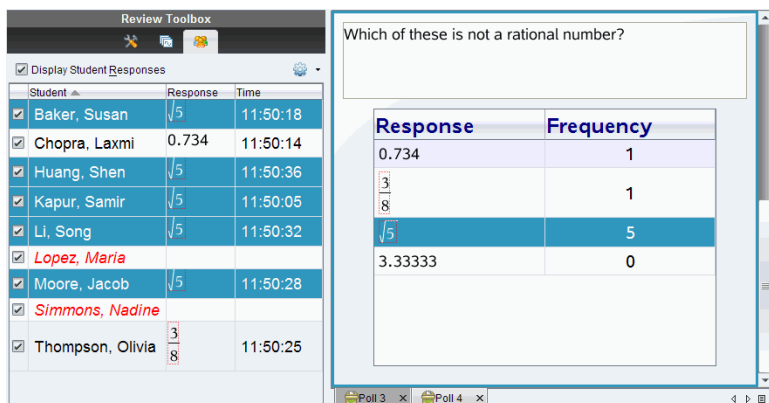 Review Toolbox
Display Student Responses
Student Response Time
Baker, Susan √5 11:50:18
Chopra, Laxmi 0.734 11:50:14
Huang, Shen √5 11:50:36
Kapur, Samir √5 11:50:05
Li, Song √5 11:50:32
Lopez, Maria
Moore, Jacob √5 11:50:28
Simmons, Nadine
Thompson, Olivia 3/8 11:50:25
Which of these is not a rational number?
Response Frequency
0.734 1
3/8 1
√5 5
3.33333 0
Poll 3 x Poll 4 x